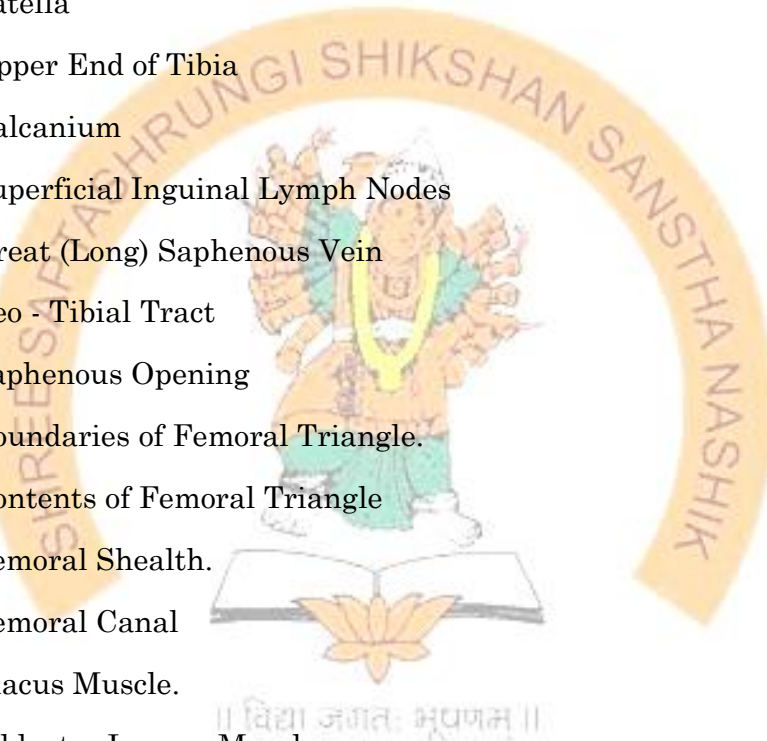 atella
pper End of Tibia
alcanium
uperficial Inguinal Lymph Nodes
reat (Long) Saphenous Vein
eo - Tibial Tract
aphenous Opening
oundaries of Femoral Triangle.
ontents of Femoral Triangle
emoral Shealth.
emoral Canal
iacus Muscle.
SHREE SAPTASHRUNGI SHIKSHAN SANSTHA NASHIK
|| विद्या जगतः भूषणम ||